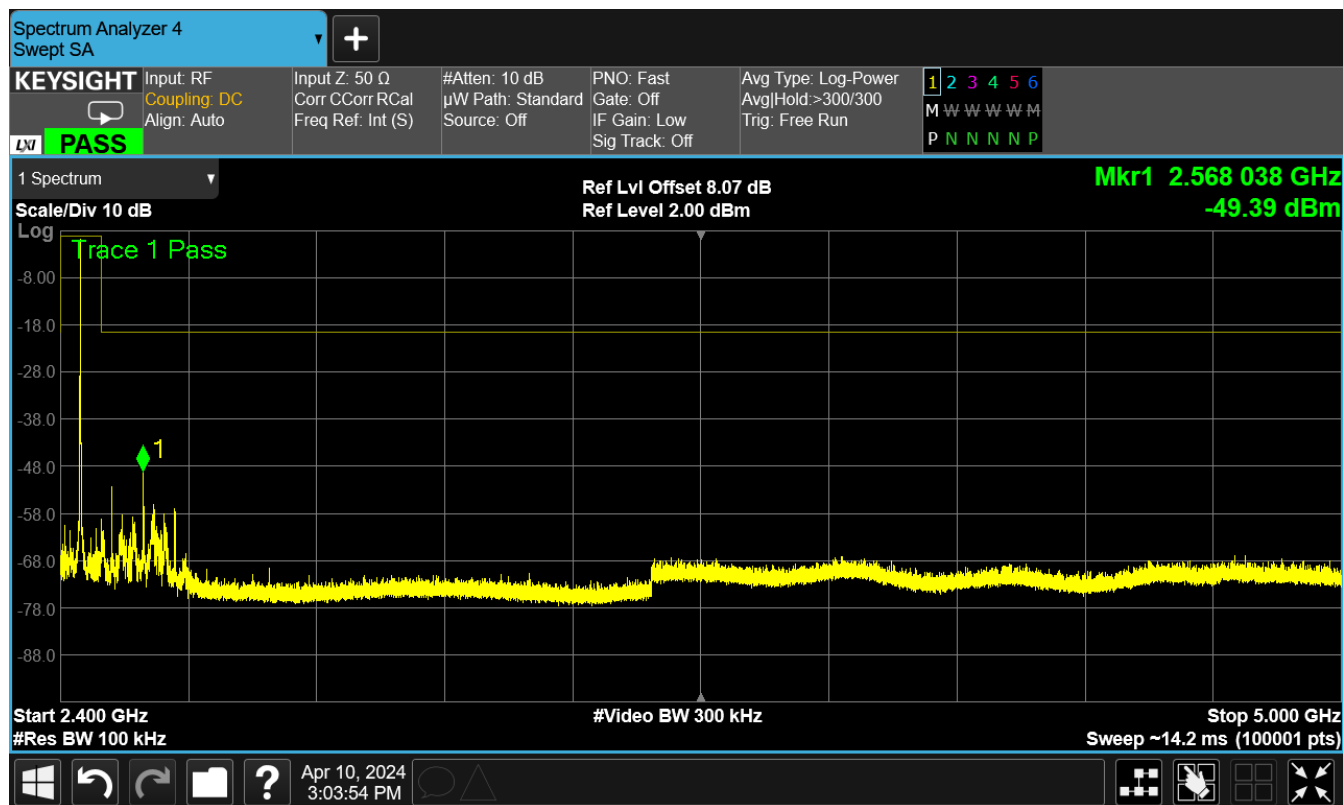 Spectrum Analyzer 4
Swept SA
KEYSIGHT
LXI PASS
Input: RF
Coupling: DC
Align: Auto
Input Z: 50 Ω
Corr CCorr RCal
Freq Ref: Int (S)
#Atten: 10 dB
µW Path: Standard
Source: Off
PNO: Fast
Gate: Off
IF Gain: Low
Sig Track: Off
Avg Type: Log-Power
Avg|Hold:>300/300
Trig: Free Run
1 2 3 4 5 6
M W W W W M
P N N N N P
1 Spectrum
Scale/Div 10 dB
Ref Lvl Offset 8.07 dB
Ref Level 2.00 dBm
Mkr1 2.568 038 GHz
-49.39 dBm
Log
Trace 1 Pass
-8.00
-18.0
-28.0
-38.0
1
-48.0
-58.0
-68.0
-78.0
-88.0
Start 2.400 GHz
#Res BW 100 kHz
#Video BW 300 kHz
Stop 5.000 GHz
Sweep ~14.2 ms (100001 pts)
?
Apr 10, 2024
3:03:54 PM